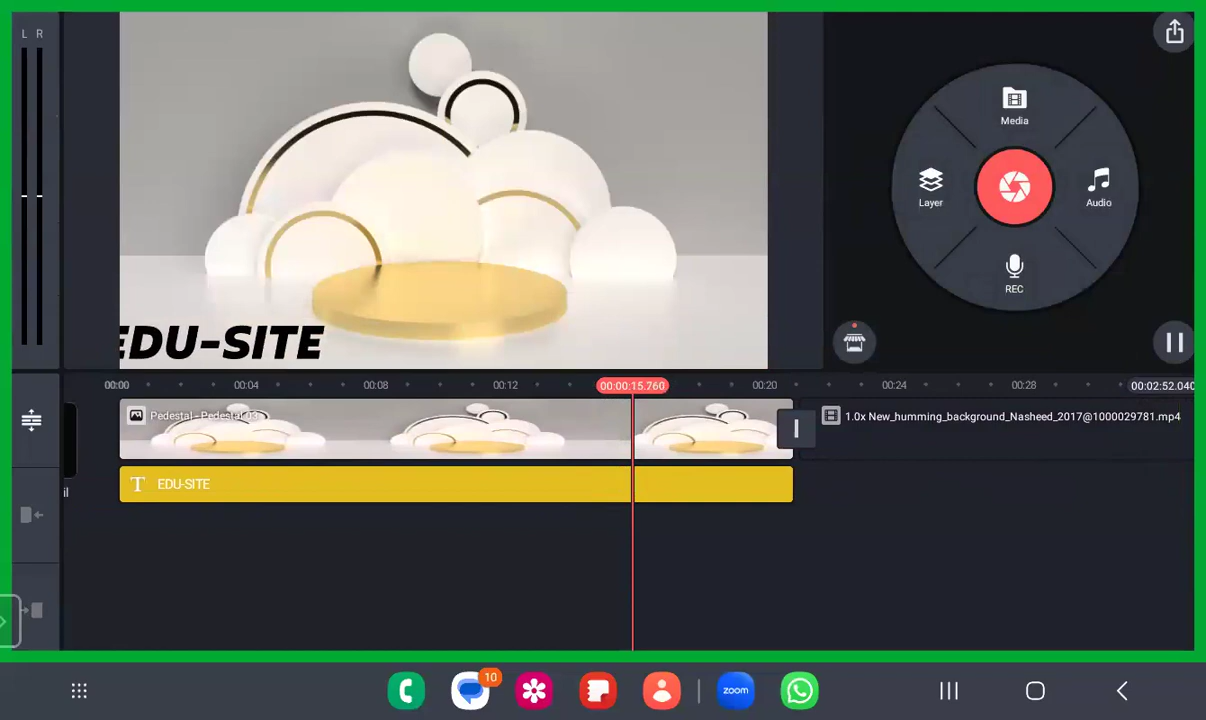 L R
Media
Layer
Audio
REC
EDU-SITE
00:00 00:04 00:08 00:12 00:00:15.760 00:20 00:24 00:28 00:02:52.040
Pedestal - Pedestal 03
1.0x New_humming_background_Nasheed_2017@1000029781.mp4
il
T EDU-SITE
10
zoom